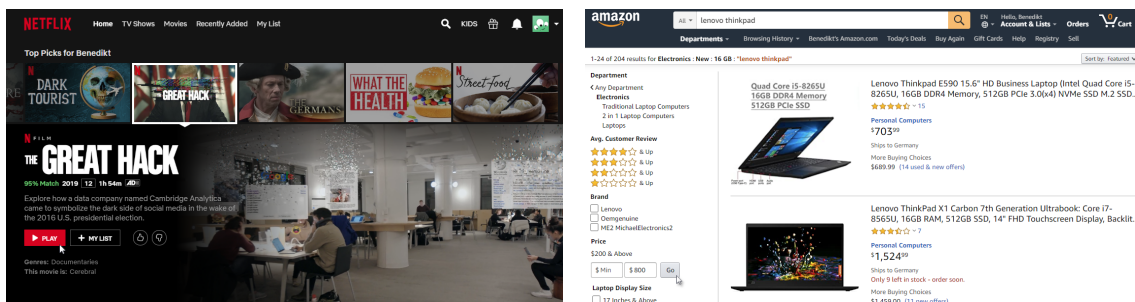 NETFLIX Home TV Shows Movies Recently Added My List KIDS
Top Picks for Benedikt
DARK TOURIST
THE GREAT HACK
THE GERMANS
WHAT THE HEALTH
Street Food
N FILM
THE GREAT HACK
95% Match 2019 12 1h 54m AD
Explore how a data company named Cambridge Analytica
came to symbolize the dark side of social media in the wake of
the 2016 U.S. presidential election.
PLAY + MY LIST
Genres: Documentaries
This movie is: Cerebral
amazon
All lenovo thinkpad
EN Hello, Benedikt
Account & Lists Orders 0 Cart
Departments Browsing History Benedikt's Amazon.com Today's Deals Buy Again Gift Cards Help Registry Sell
1-24 of 204 results for Electronics : New : 16 GB : "lenovo thinkpad"
Sort by: Featured
Department
Any Department
Electronics
Traditional Laptop Computers
2 in 1 Laptop Computers
Laptops
Avg. Customer Review
& Up
& Up
& Up
& Up
Brand
Lenovo
Oemgenuine
ME2 MichaelElectronics2
Price
$200 & Above
$ Min $ 800 Go
Laptop Display Size
17 Inches & Above
Quad Core i5-8265U
16GB DDR4 Memory
512GB PCIe SSD
Lenovo Thinkpad E590 15.6" HD Business Laptop (Intel Quad Core i5-
8265U, 16GB DDR4 Memory, 512GB PCIe 3.0(x4) NVMe SSD M.2 SSD..
15
Personal Computers
$703 99
Ships to Germany
More Buying Choices
$689.99 (14 used & new offers)
Lenovo ThinkPad X1 Carbon 7th Generation Ultrabook: Core i7-
8565U, 16GB RAM, 512GB SSD, 14" FHD Touchscreen Display, Backlit.
7
Personal Computers
$1,524 99
Ships to Germany
Only 9 left in stock - order soon.
More Buying Choices
$1,459.00 (11 new offers)